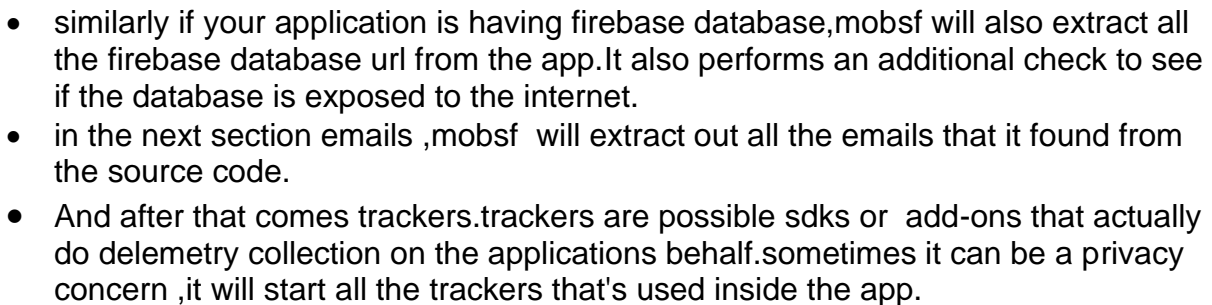 • similarly if your application is having firebase database,mobsf will also extract all
the firebase database url from the app.It also performs an additional check to see
if the database is exposed to the internet.
• in the next section emails ,mobsf  will extract out all the emails that it found from
the source code.
• And after that comes trackers.trackers are possible sdks or  add-ons that actually
do delemetry collection on the applications behalf.sometimes it can be a privacy
concern ,it will start all the trackers that's used inside the app.